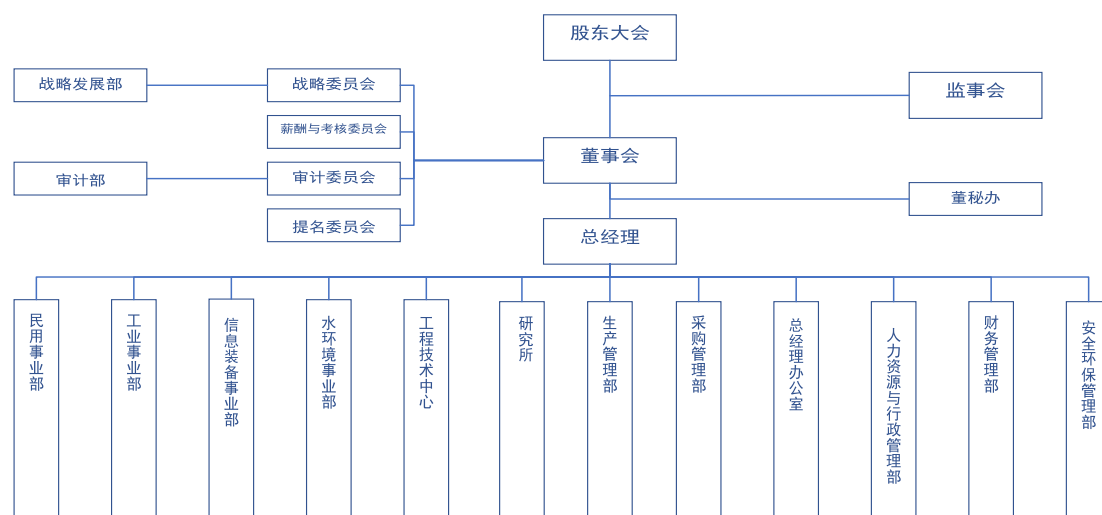 股东大会
战略发展部
战略委员会
监事会
薪酬与考核委员会
董事会
审计部
审计委员会
董秘办
提名委员会
总经理
民用事业部
工业事业部
信息装备事业部
水环境事业部
工程技术中心
研究所
生产管理部
采购管理部
总经理办公室
人力资源与行政管理部
财务管理部
安全环保管理部